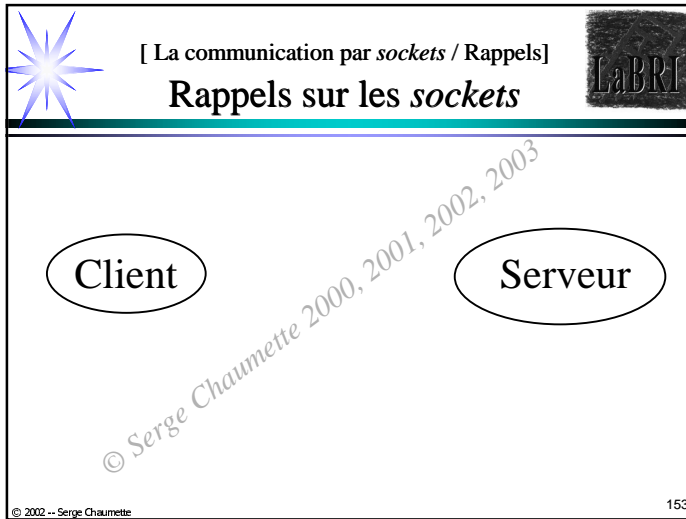 [ La communication par sockets / Rappels]
Rappels sur les sockets
LaBRI
Client
Serveur
© Serge Chaumette 2000, 2001, 2002, 2003
© 2002 -- Serge Chaumette
153